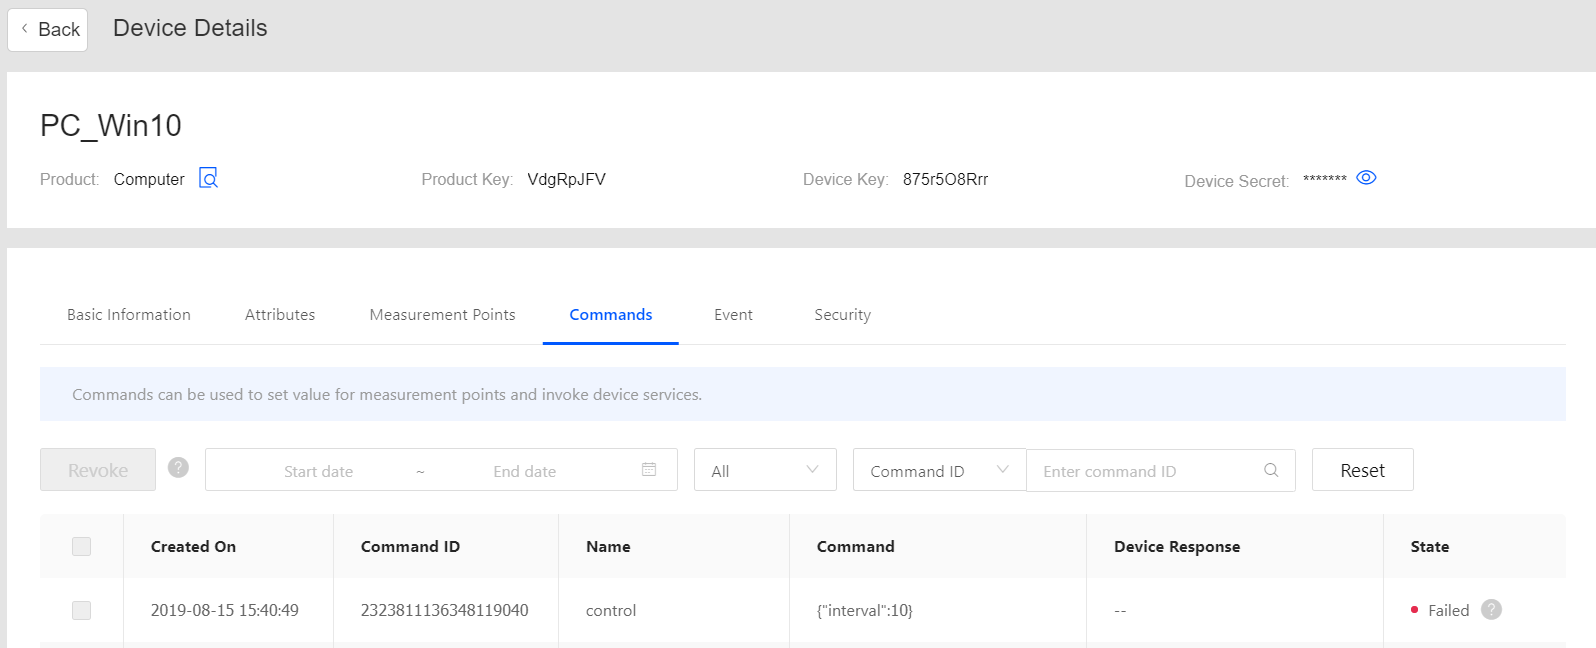 Back Device Details
PC_Win10
Product: Computer Product Key: VdgRpJFV Device Key: 875r5O8Rrr Device Secret: *******
Basic Information Attributes Measurement Points Commands Event Security
Commands can be used to set value for measurement points and invoke device services.
Revoke ? Start date ~ End date All Command ID Enter command ID Reset
Created On Command ID Name Command Device Response State
2019-08-15 15:40:49 2323811136348119040 control {"interval":10} -- Failed ?